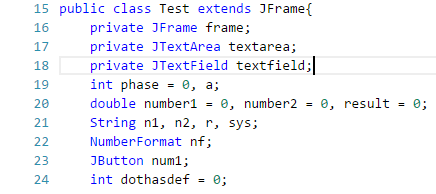 15 public class Test extends JFrame{
16     private JFrame frame;
17     private JTextArea textarea;
18     private JTextField textfield;
19     int phase = 0, a;
20     double number1 = 0, number2 = 0, result = 0;
21     String n1, n2, r, sys;
22     NumberFormat nf;
23     JButton num1;
24     int dothasdef = 0;